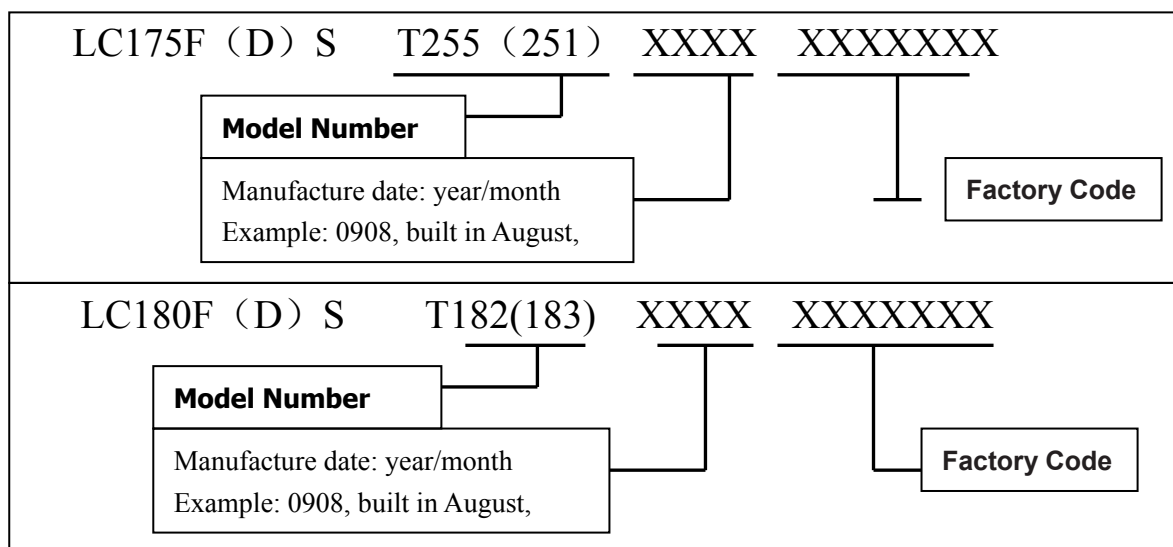 LC175F（D）S T255（251） XXXX XXXXXXX
Model Number
Manufacture date: year/month
Example: 0908, built in August,
Factory Code
LC180F（D）S T182(183) XXXX XXXXXXX
Model Number
Manufacture date: year/month
Example: 0908, built in August,
Factory Code